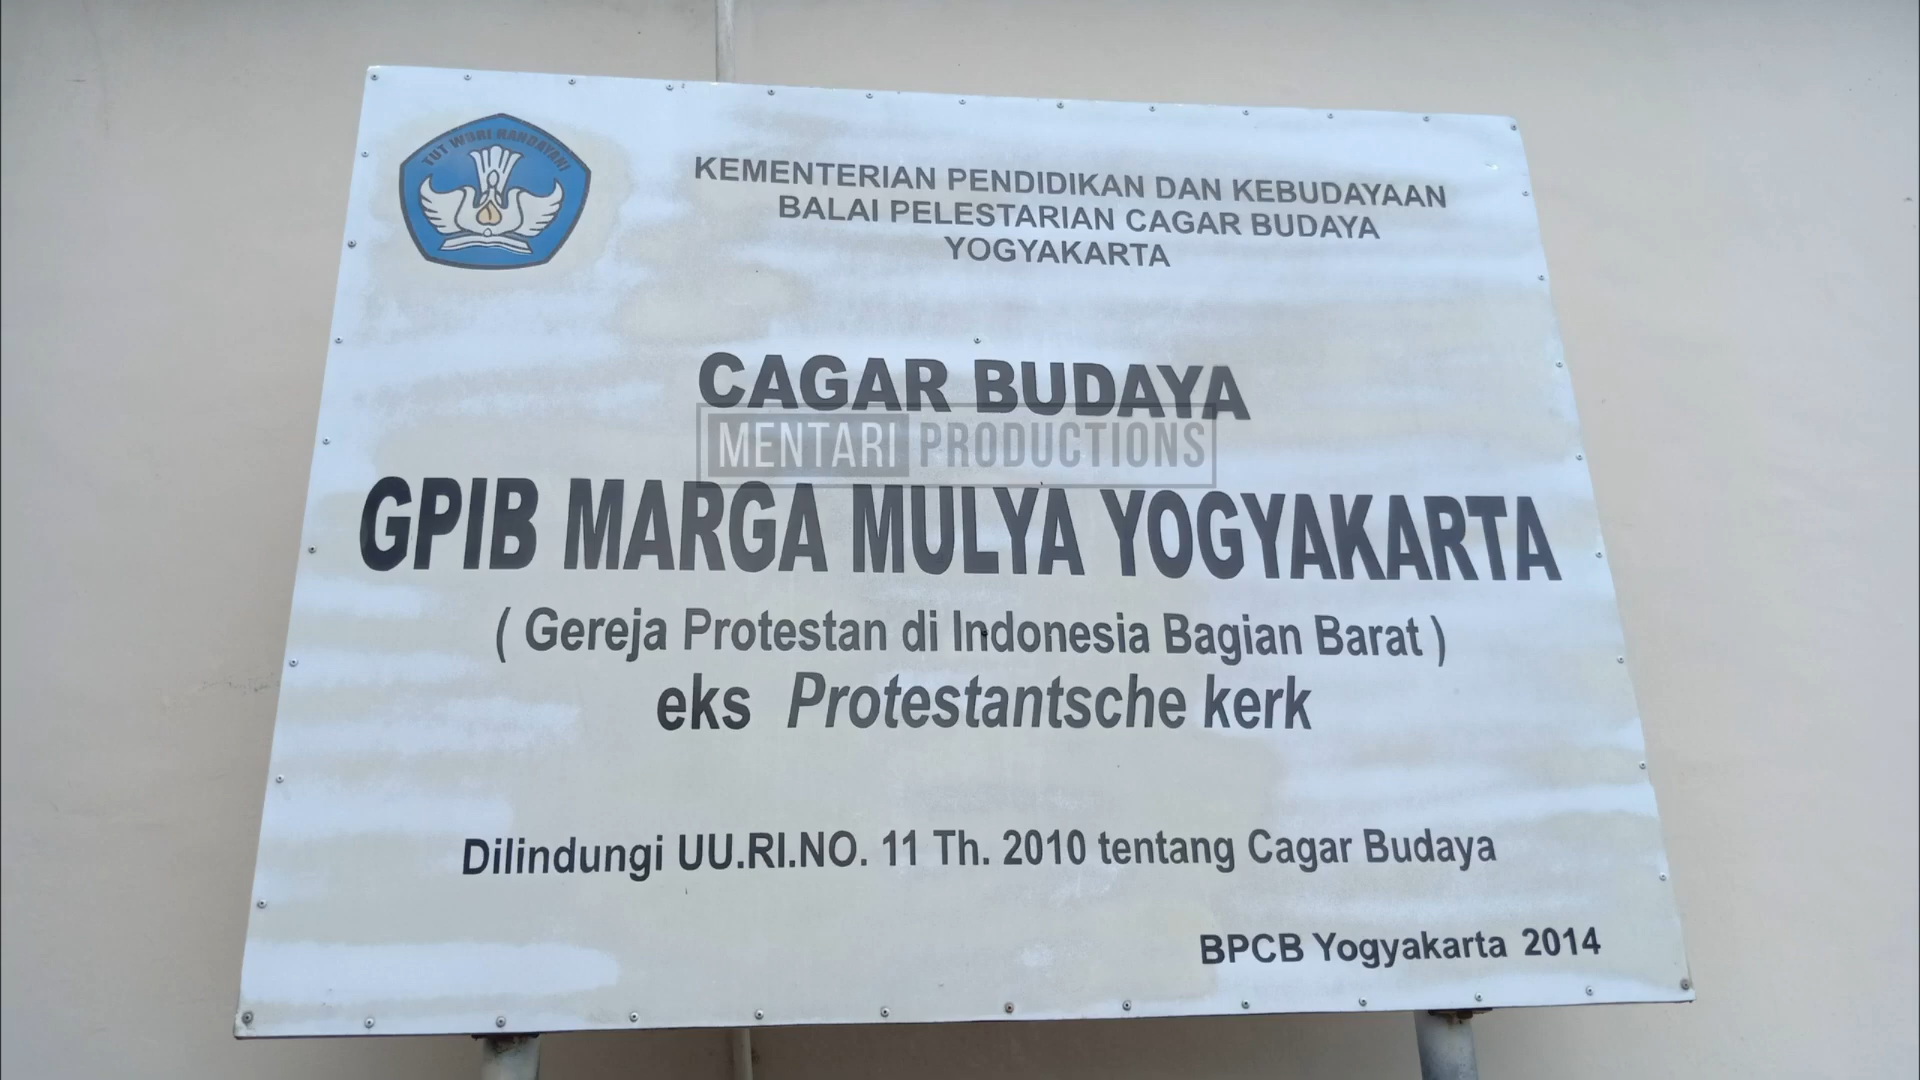 TUT WURI HANDAYANI
KEMENTERIAN PENDIDIKAN DAN KEBUDAYAAN
BALAI PELESTARIAN CAGAR BUDAYA
YOGYAKARTA
CAGAR BUDAYA
MENTARI PRODUCTIONS
GPIB MARGA MULYA YOGYAKARTA
( Gereja Protestan di Indonesia Bagian Barat )
eks Protestantsche kerk
Dilindungi UU.RI.NO. 11 Th. 2010 tentang Cagar Budaya
BPCB Yogyakarta 2014